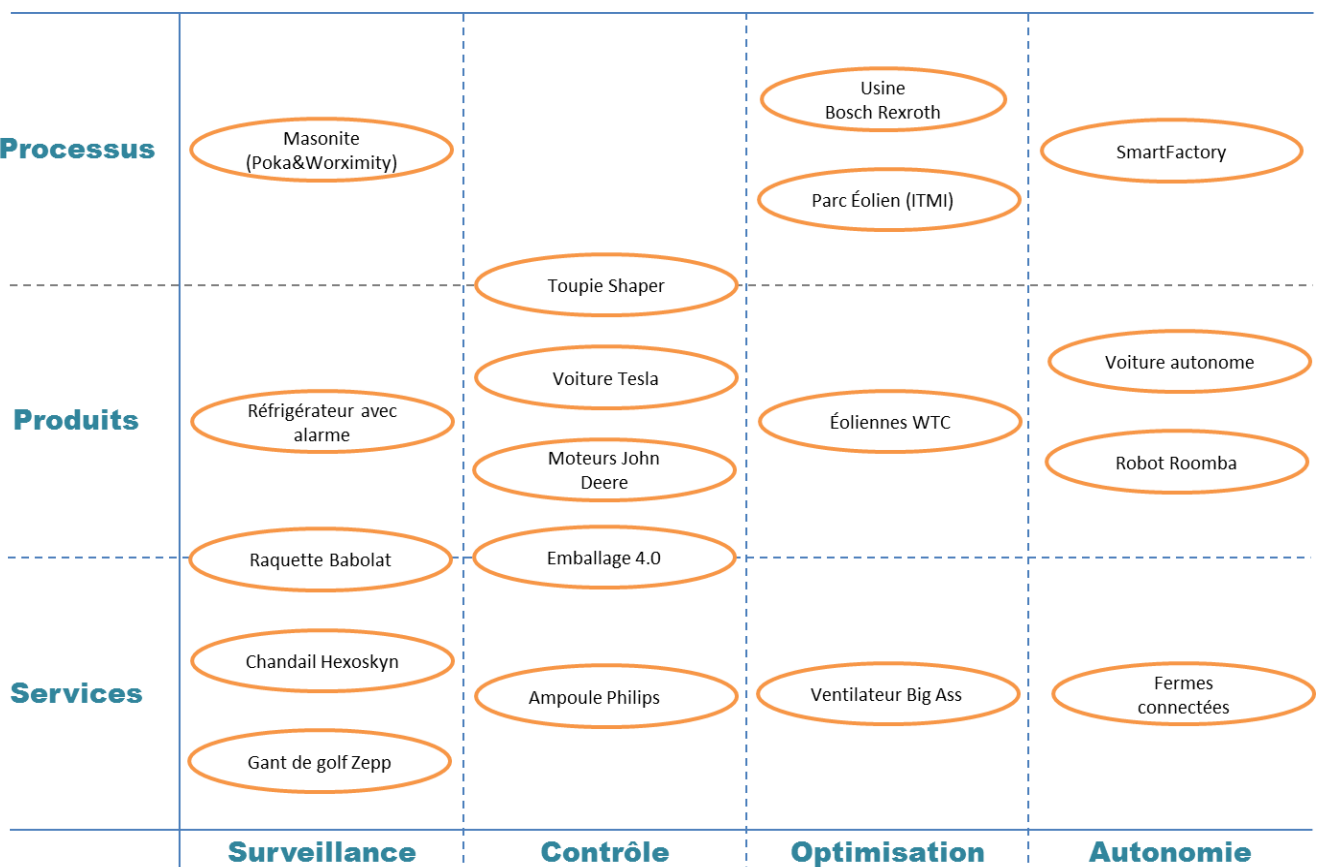 Processus
Masonite
(Poka&Worximity)
Usine
Bosch Rexroth
Parc Éolien (ITMI)
SmartFactory
Toupie Shaper
Produits
Réfrigérateur avec
alarme
Voiture Tesla
Moteurs John
Deere
Éoliennes WTC
Voiture autonome
Robot Roomba
Raquette Babolat
Emballage 4.0
Services
Chandail Hexoskyn
Gant de golf Zepp
Ampoule Philips
Ventilateur Big Ass
Fermes
connectées
Surveillance
Contrôle
Optimisation
Autonomie